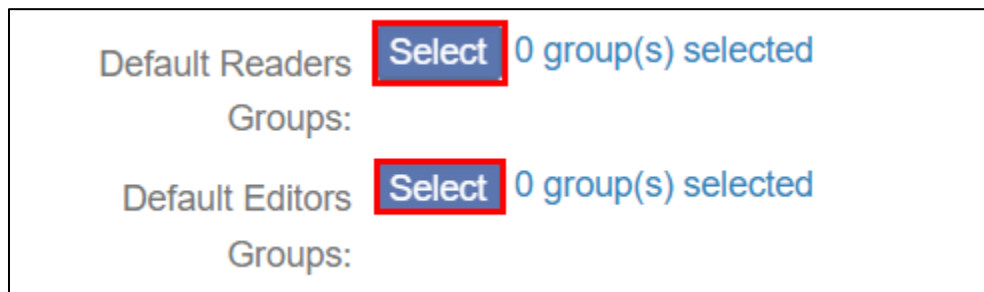 Default Readers Select 0 group(s) selected
Groups:
Default Editors Select 0 group(s) selected
Groups: